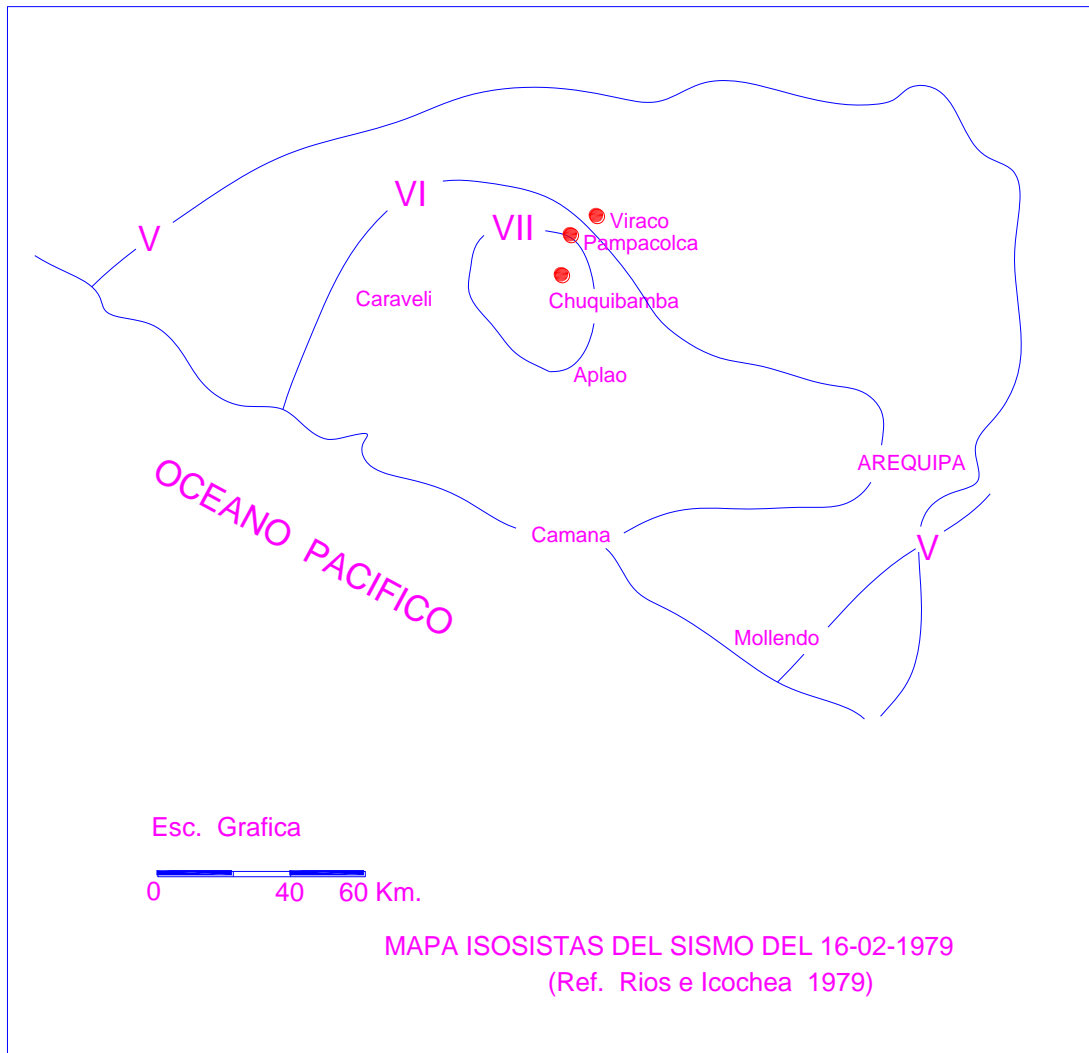 VI
V
VII
Viraco
Pampacolca
Caraveli
Chuquibamba
Aplao
AREQUIPA
OCEANO PACIFICO
Camana
V
Mollendo
Esc. Grafica
0 40 60 Km.
MAPA ISOSISTAS DEL SISMO DEL 16-02-1979
(Ref. Rios e Icochea 1979)